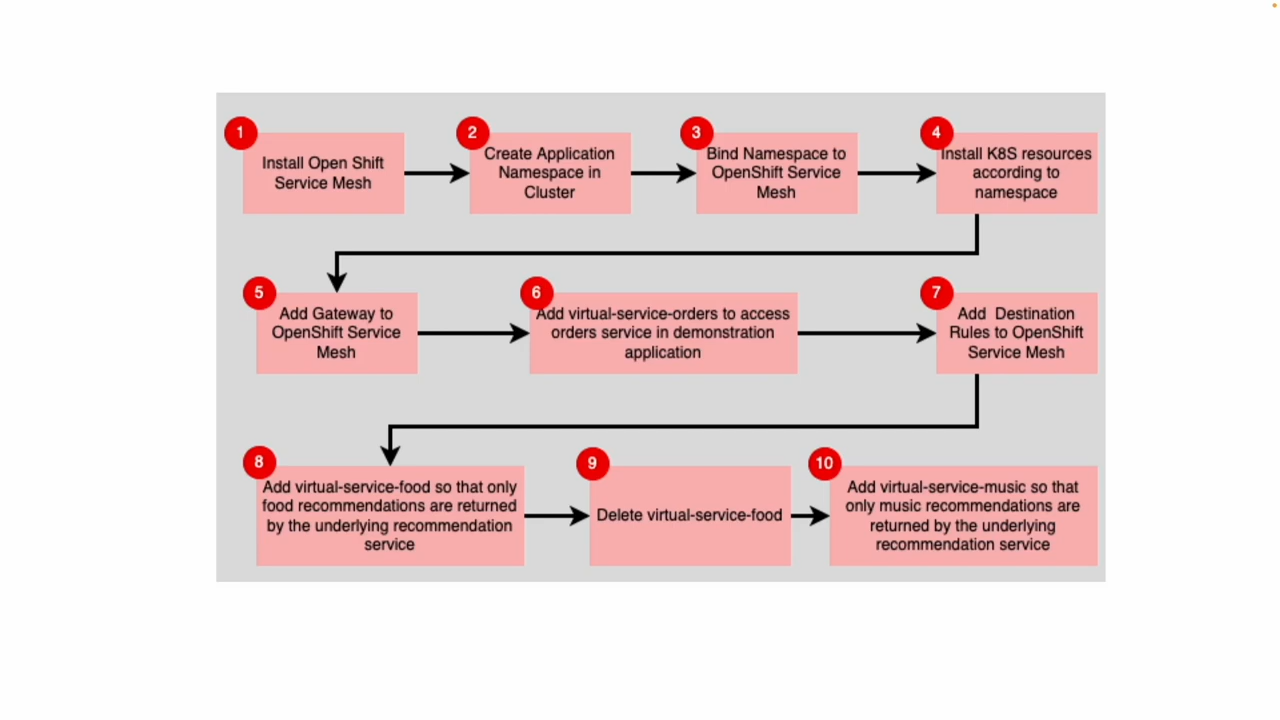 1
Install Open Shift
Service Mesh
2
Create Application
Namespace in
Cluster
3
Bind Namespace to
OpenShift Service
Mesh
4
Install K8S resources
according to
namespace
5
Add Gateway to
OpenShift Service
Mesh
6
Add virtual-service-orders to access
orders service in demonstration
application
7
Add Destination
Rules to OpenShift
Service Mesh
8
Add virtual-service-food so that only
food recommendations are returned
by the underlying recommendation
service
9
Delete virtual-service-food
10
Add virtual-service-music so that
only music recommendations are
returned by the underlying
recommendation service